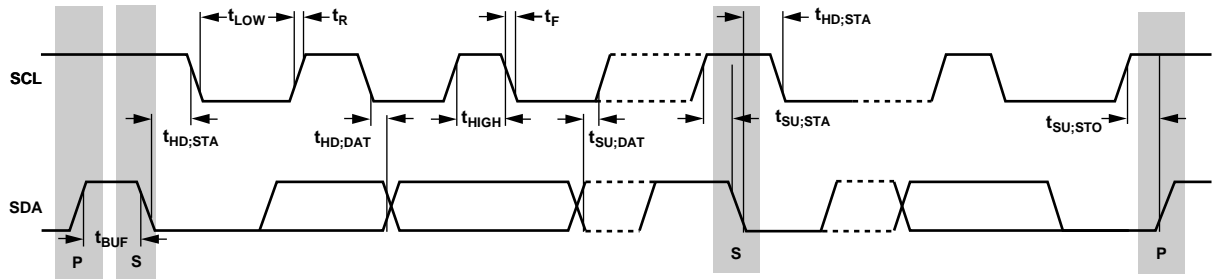 tLOW tR tF tHD;STA
SCL
tHD;STA tHD;DAT tHIGH tSU;DAT tSU;STA tSU;STO
SDA
tBUF
P S S P